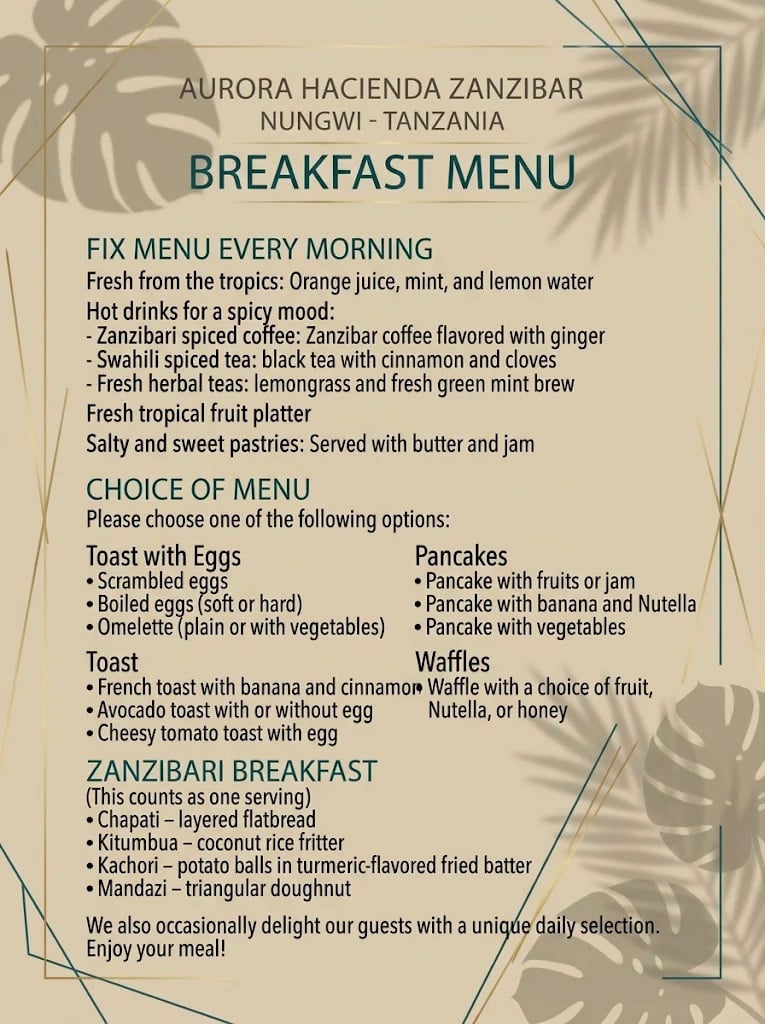 AURORA HACIENDA ZANZIBAR
NUNGWI - TANZANIA
BREAKFAST MENU
FIX MENU EVERY MORNING
Fresh from the tropics: Orange juice, mint, and lemon water
Hot drinks for a spicy mood:
- Zanzibari spiced coffee: Zanzibar coffee flavored with ginger
- Swahili spiced tea: black tea with cinnamon and cloves
- Fresh herbal teas: lemongrass and fresh green mint brew
Fresh tropical fruit platter
Salty and sweet pastries: Served with butter and jam
CHOICE OF MENU
Please choose one of the following options:
Toast with Eggs
• Scrambled eggs
• Boiled eggs (soft or hard)
• Omelette (plain or with vegetables)
Pancakes
• Pancake with fruits or jam
• Pancake with banana and Nutella
• Pancake with vegetables
Toast
• French toast with banana and cinnamon
• Avocado toast with or without egg
• Cheesy tomato toast with egg
Waffles
• Waffle with a choice of fruit,
Nutella, or honey
ZANZIBARI BREAKFAST
(This counts as one serving)
• Chapati – layered flatbread
• Kitumbua – coconut rice fritter
• Kachori – potato balls in turmeric-flavored fried batter
• Mandazi – triangular doughnut
We also occasionally delight our guests with a unique daily selection.
Enjoy your meal!